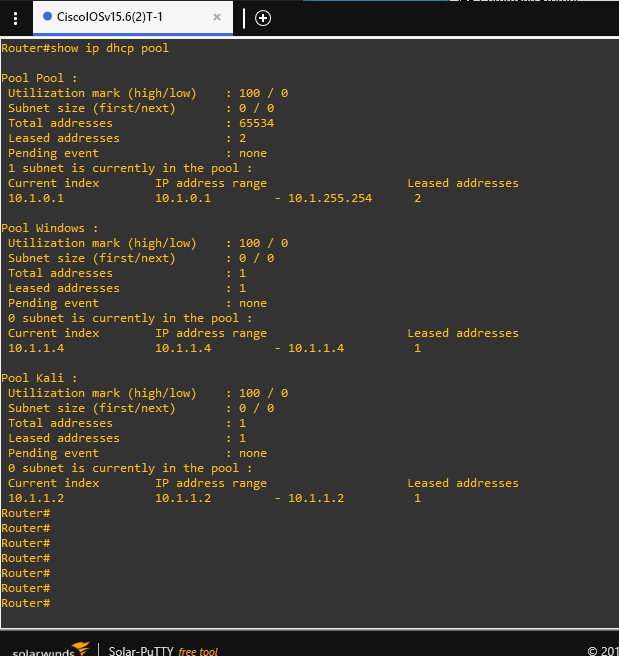 CiscoIOSv15.6(2)T-1
Router#show ip dhcp pool
Pool Pool :
Utilization mark (high/low) : 100 / 0
Subnet size (first/next) : 0 / 0
Total addresses : 65534
Leased addresses : 2
Pending event : none
1 subnet is currently in the pool :
Current index IP address range Leased addresses
10.1.0.1 10.1.0.1 - 10.1.255.254 2
Pool Windows :
Utilization mark (high/low) : 100 / 0
Subnet size (first/next) : 0 / 0
Total addresses : 1
Leased addresses : 1
Pending event : none
0 subnet is currently in the pool :
Current index IP address range Leased addresses
10.1.1.4 10.1.1.4 - 10.1.1.4 1
Pool Kali :
Utilization mark (high/low) : 100 / 0
Subnet size (first/next) : 0 / 0
Total addresses : 1
Leased addresses : 1
Pending event : none
0 subnet is currently in the pool :
Current index IP address range Leased addresses
10.1.1.2 10.1.1.2 - 10.1.1.2 1
Router#
Router#
Router#
Router#
Router#
Router#
Router#
solarwinds Solar-PuTTY free tool © 201